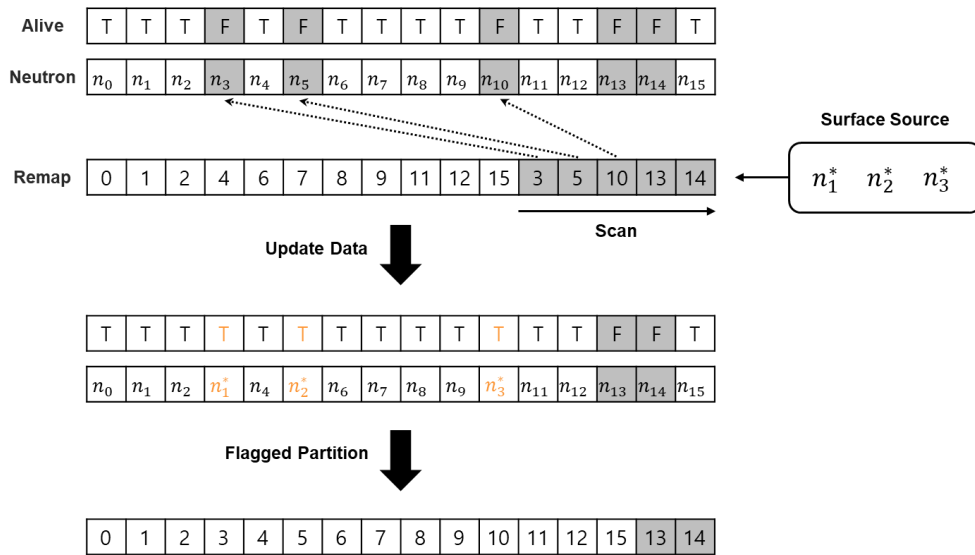 Alive T T T F T F T T T T F T T F F T
Neutron n₀ n₁ n₂ n₃ n₄ n₅ n₆ n₇ n₈ n₉ n₁₀ n₁₁ n₁₂ n₁₃ n₁₄ n₁₅
Surface Source
Remap 0 1 2 4 6 7 8 9 11 12 15 3 5 10 13 14
n₁* n₂* n₃*
Scan
Update Data
T T T T T T T T T T T T T F F T
n₀ n₁ n₂ n₁* n₄ n₂* n₆ n₇ n₈ n₉ n₃* n₁₁ n₁₂ n₁₃ n₁₄ n₁₅
Flagged Partition
0 1 2 3 4 5 6 7 8 9 10 11 12 15 13 14